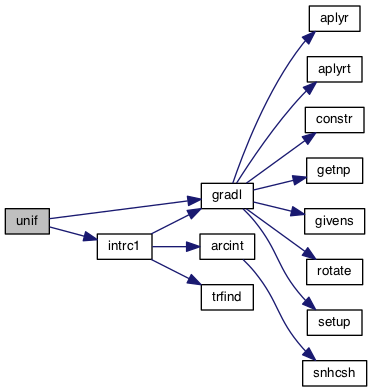 aplyr
aplyrt
constr
getnp
gradl
givens
unif
intrc1
arcint
rotate
trfind
setup
snhcsh